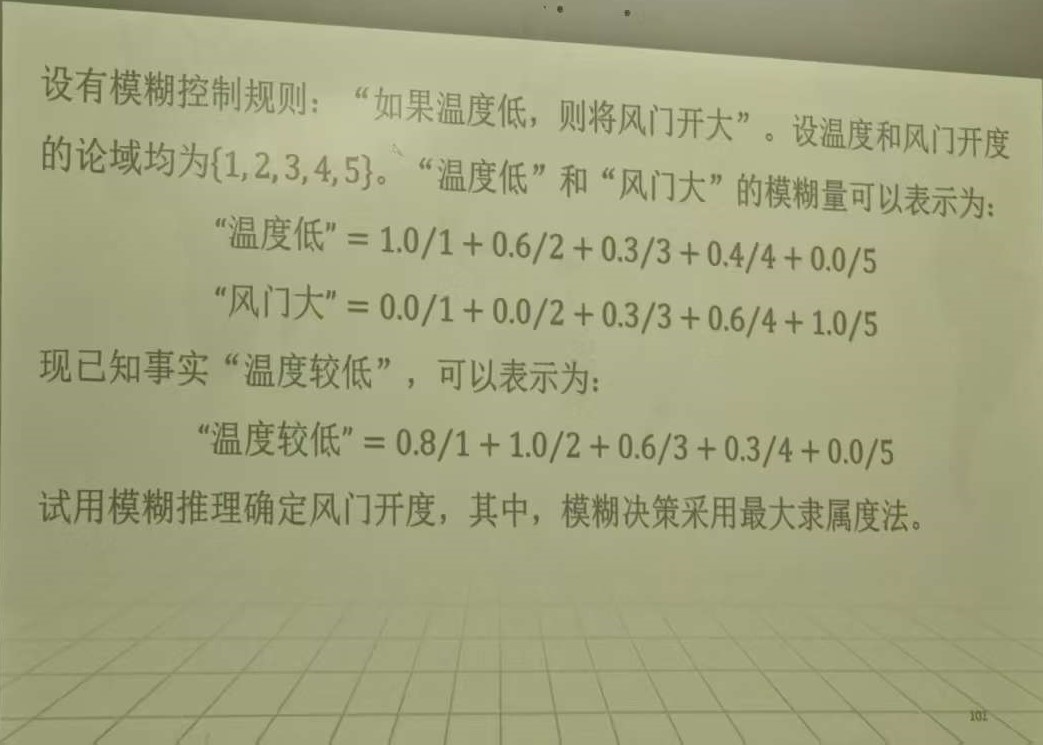 设有模糊控制规则：“如果温度低，则将风门开大”。设温度和风门开度
的论域均为{1,2,3,4,5}。“温度低”和“风门大”的模糊量可以表示为：
“温度低” = 1.0/1 + 0.6/2 + 0.3/3 + 0.4/4 + 0.0/5
“风门大” = 0.0/1 + 0.0/2 + 0.3/3 + 0.6/4 + 1.0/5
现已知事实“温度较低”，可以表示为：
“温度较低” = 0.8/1 + 1.0/2 + 0.6/3 + 0.3/4 + 0.0/5
试用模糊推理确定风门开度，其中，模糊决策采用最大隶属度法。